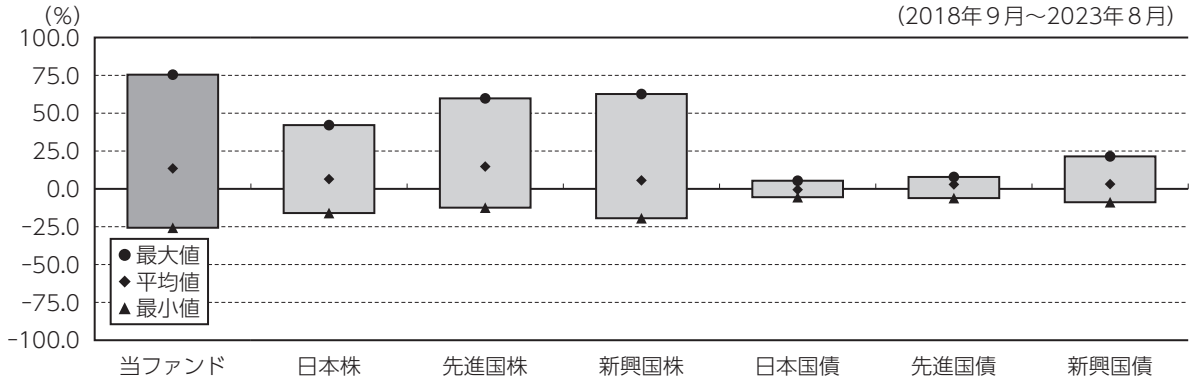 (%)
(2018年9月～2023年8月)
100.0
75.0
50.0
25.0
0.0
-25.0
-50.0
-75.0
-100.0
●最大値
◆平均値
▲最小値
当ファンド 日本株 先進国株 新興国株 日本国債 先進国債 新興国債